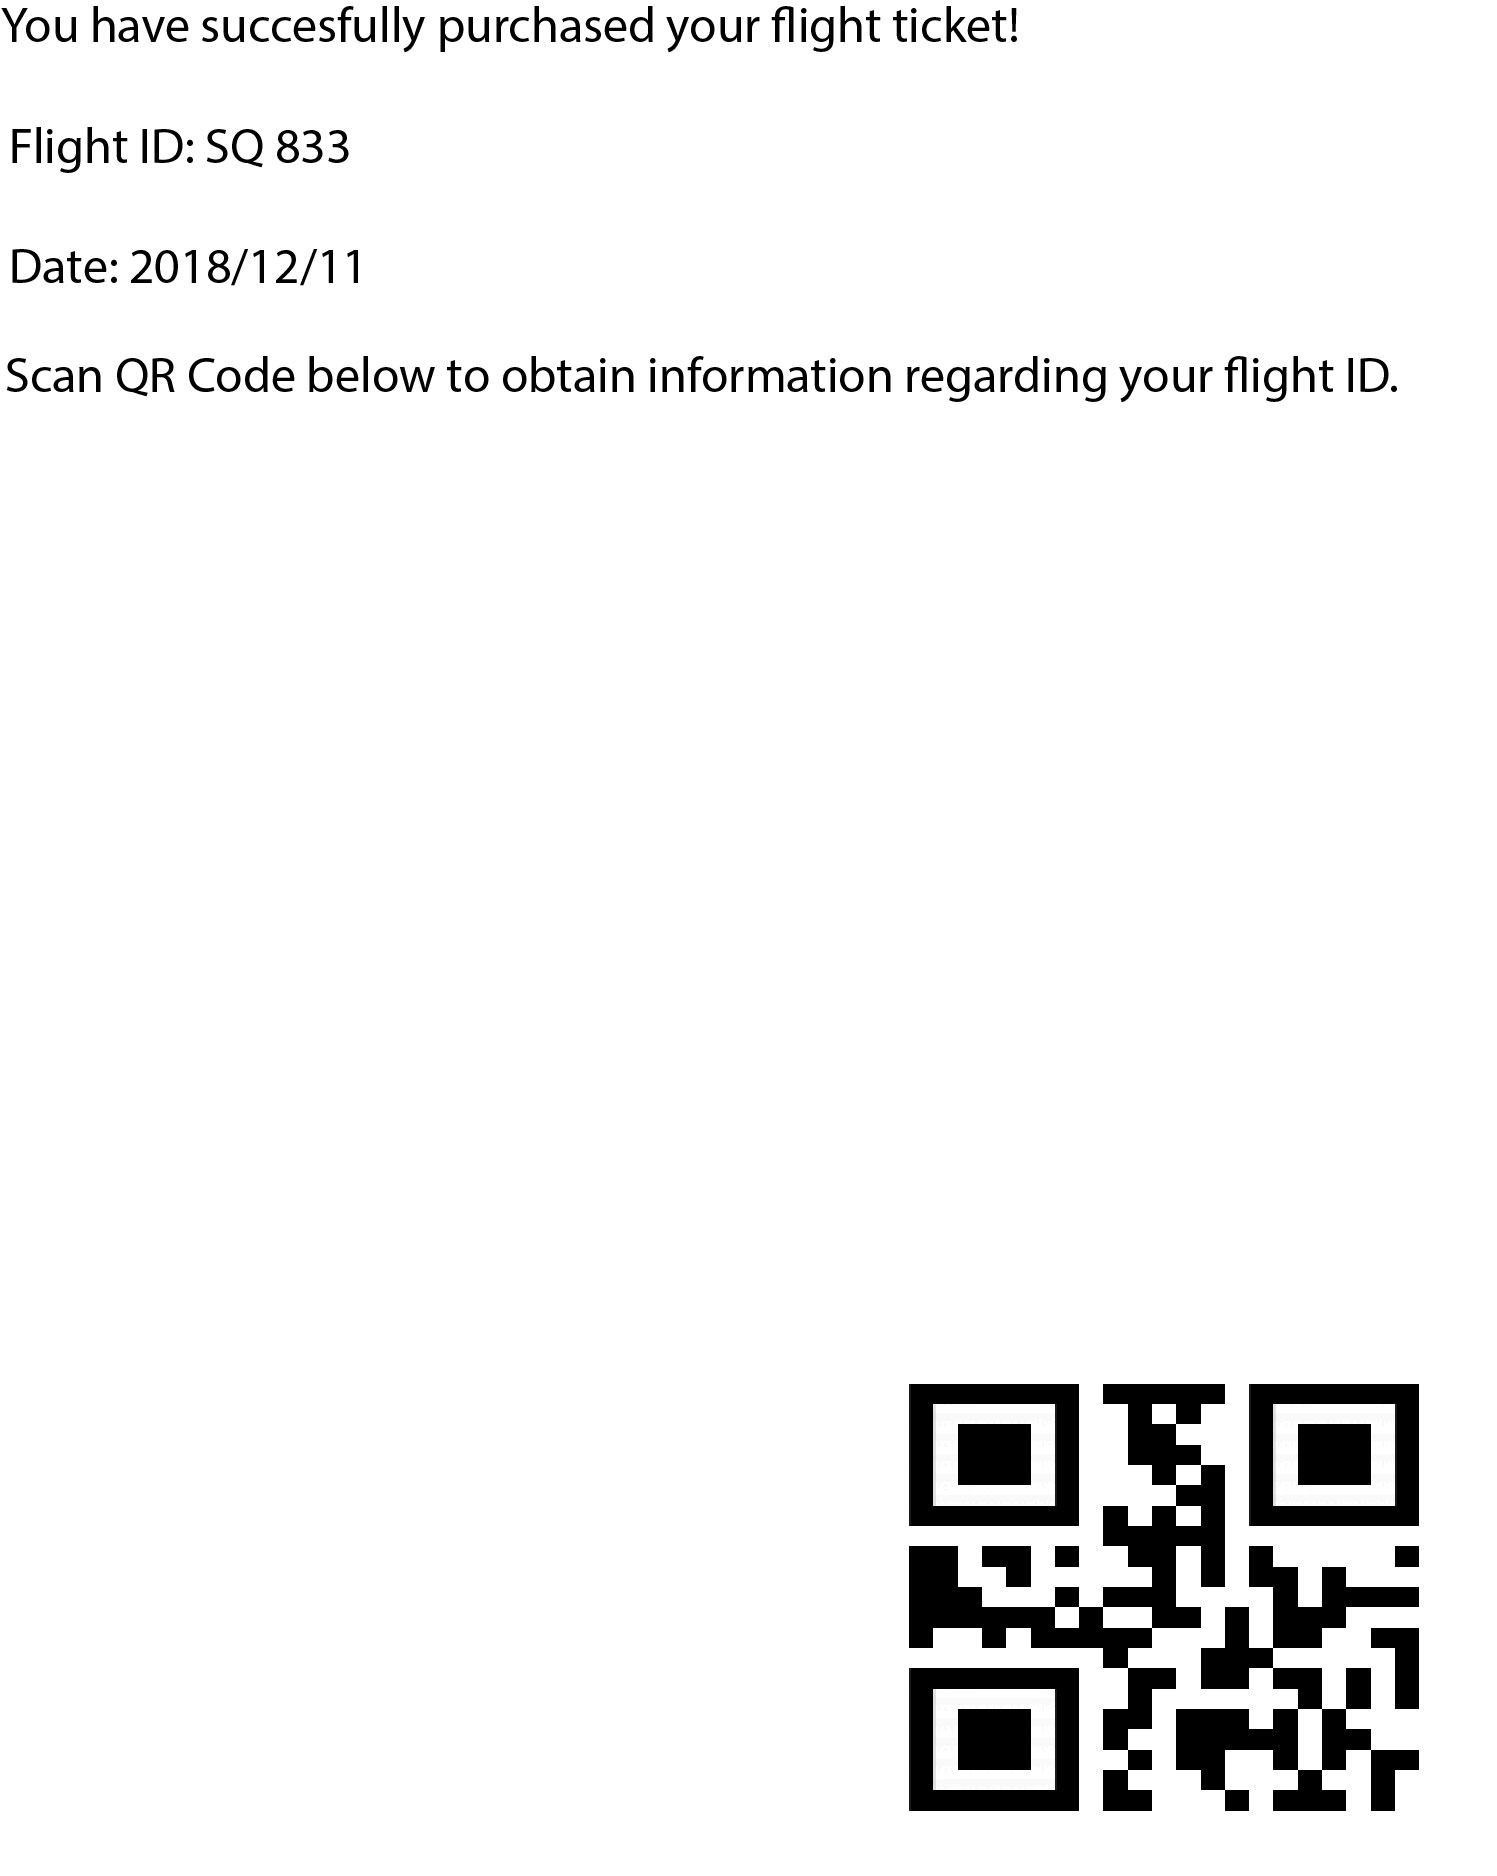 You have succesfully purchased your flight ticket!
Flight ID: SQ 833
Date: 2018/12/11
Scan QR Code below to obtain information regarding your flight ID.